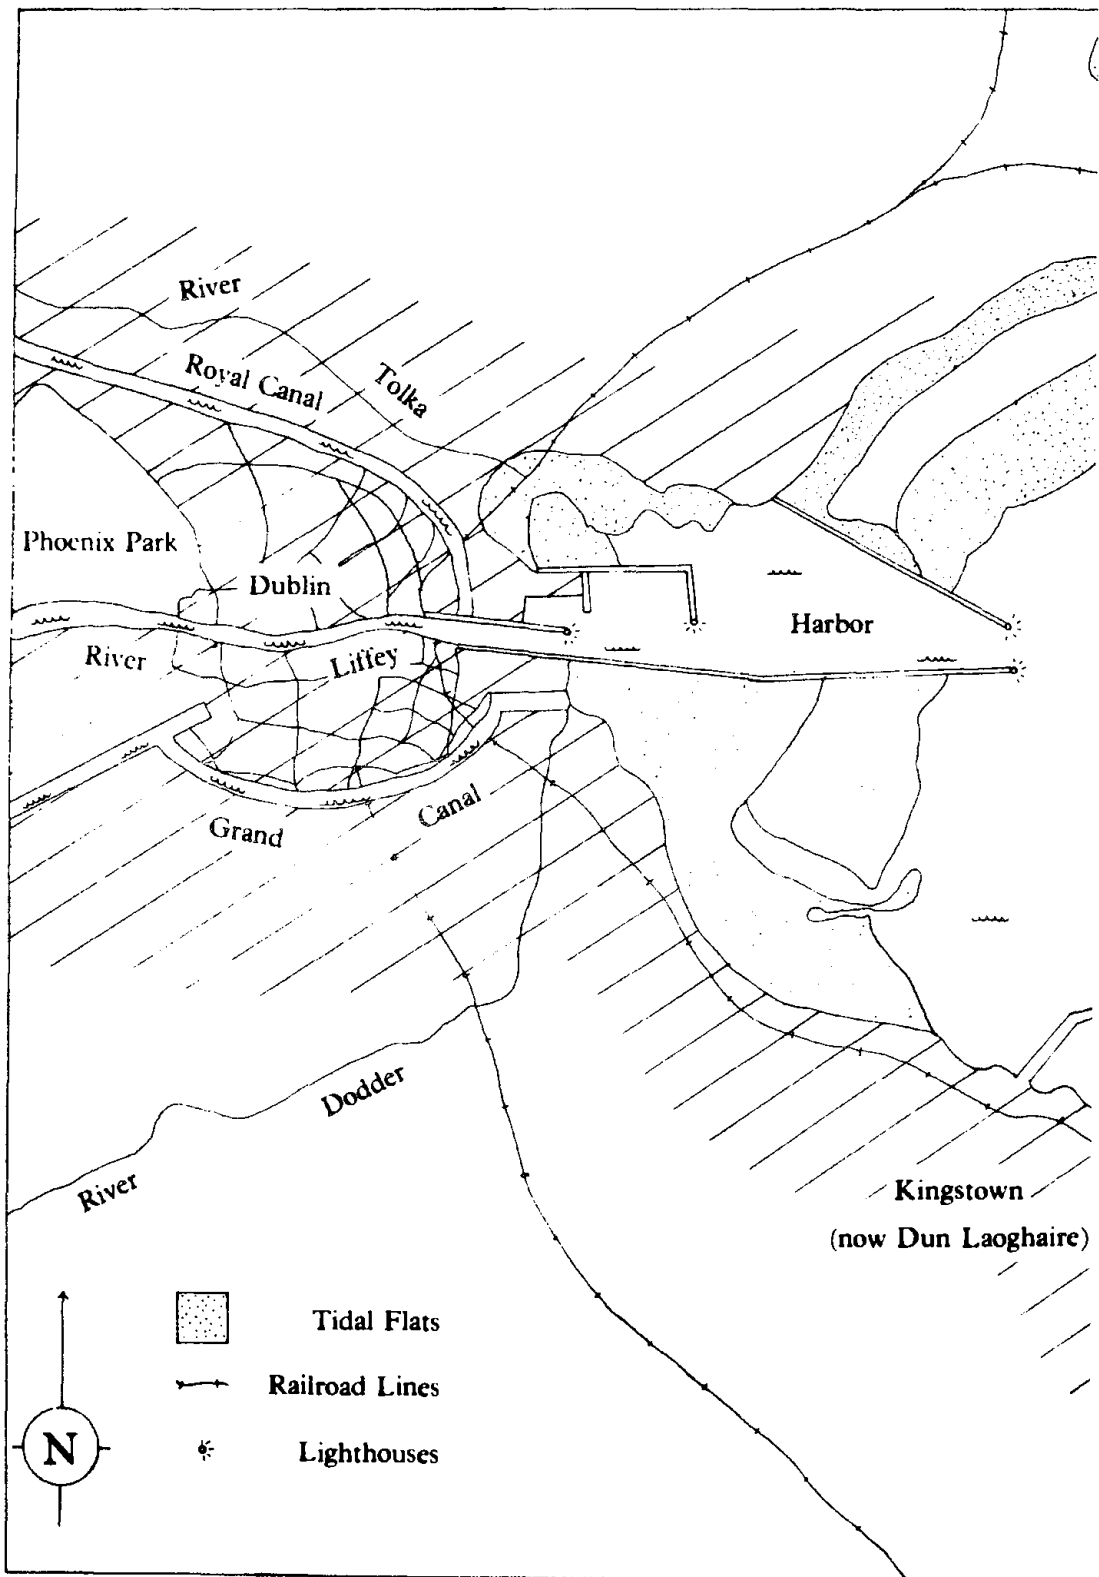 River
Tolka
Royal Canal
Phoenix Park
Dublin
Harbor
River
Liffey
Grand
Canal
River
Dodder
Kingstown
(now Dun Laoghaire)
Tidal Flats
Railroad Lines
Lighthouses
N